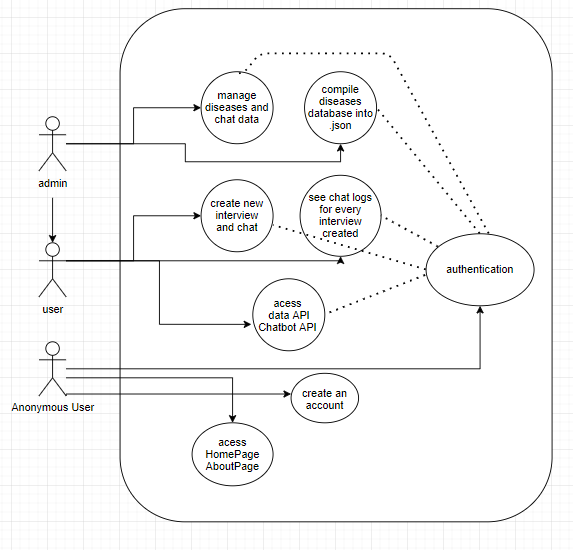 manage
diseases and
chat data
compile
diseases
database into
.json
admin
create new
interview
and chat
see chat logs
for every
interview
created
authentication
user
acess
data API
Chatbot API
Anonymous User
create an
account
acess
HomePage
AboutPage